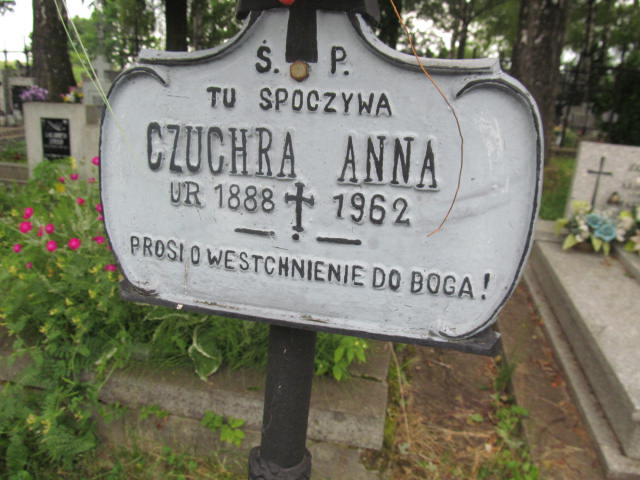 Ś. P.
TU SPOCZYWA
CZUCHRA ANNA
UR 1888 1962
PROSI O WESTCHNIENIE DO BOGA!